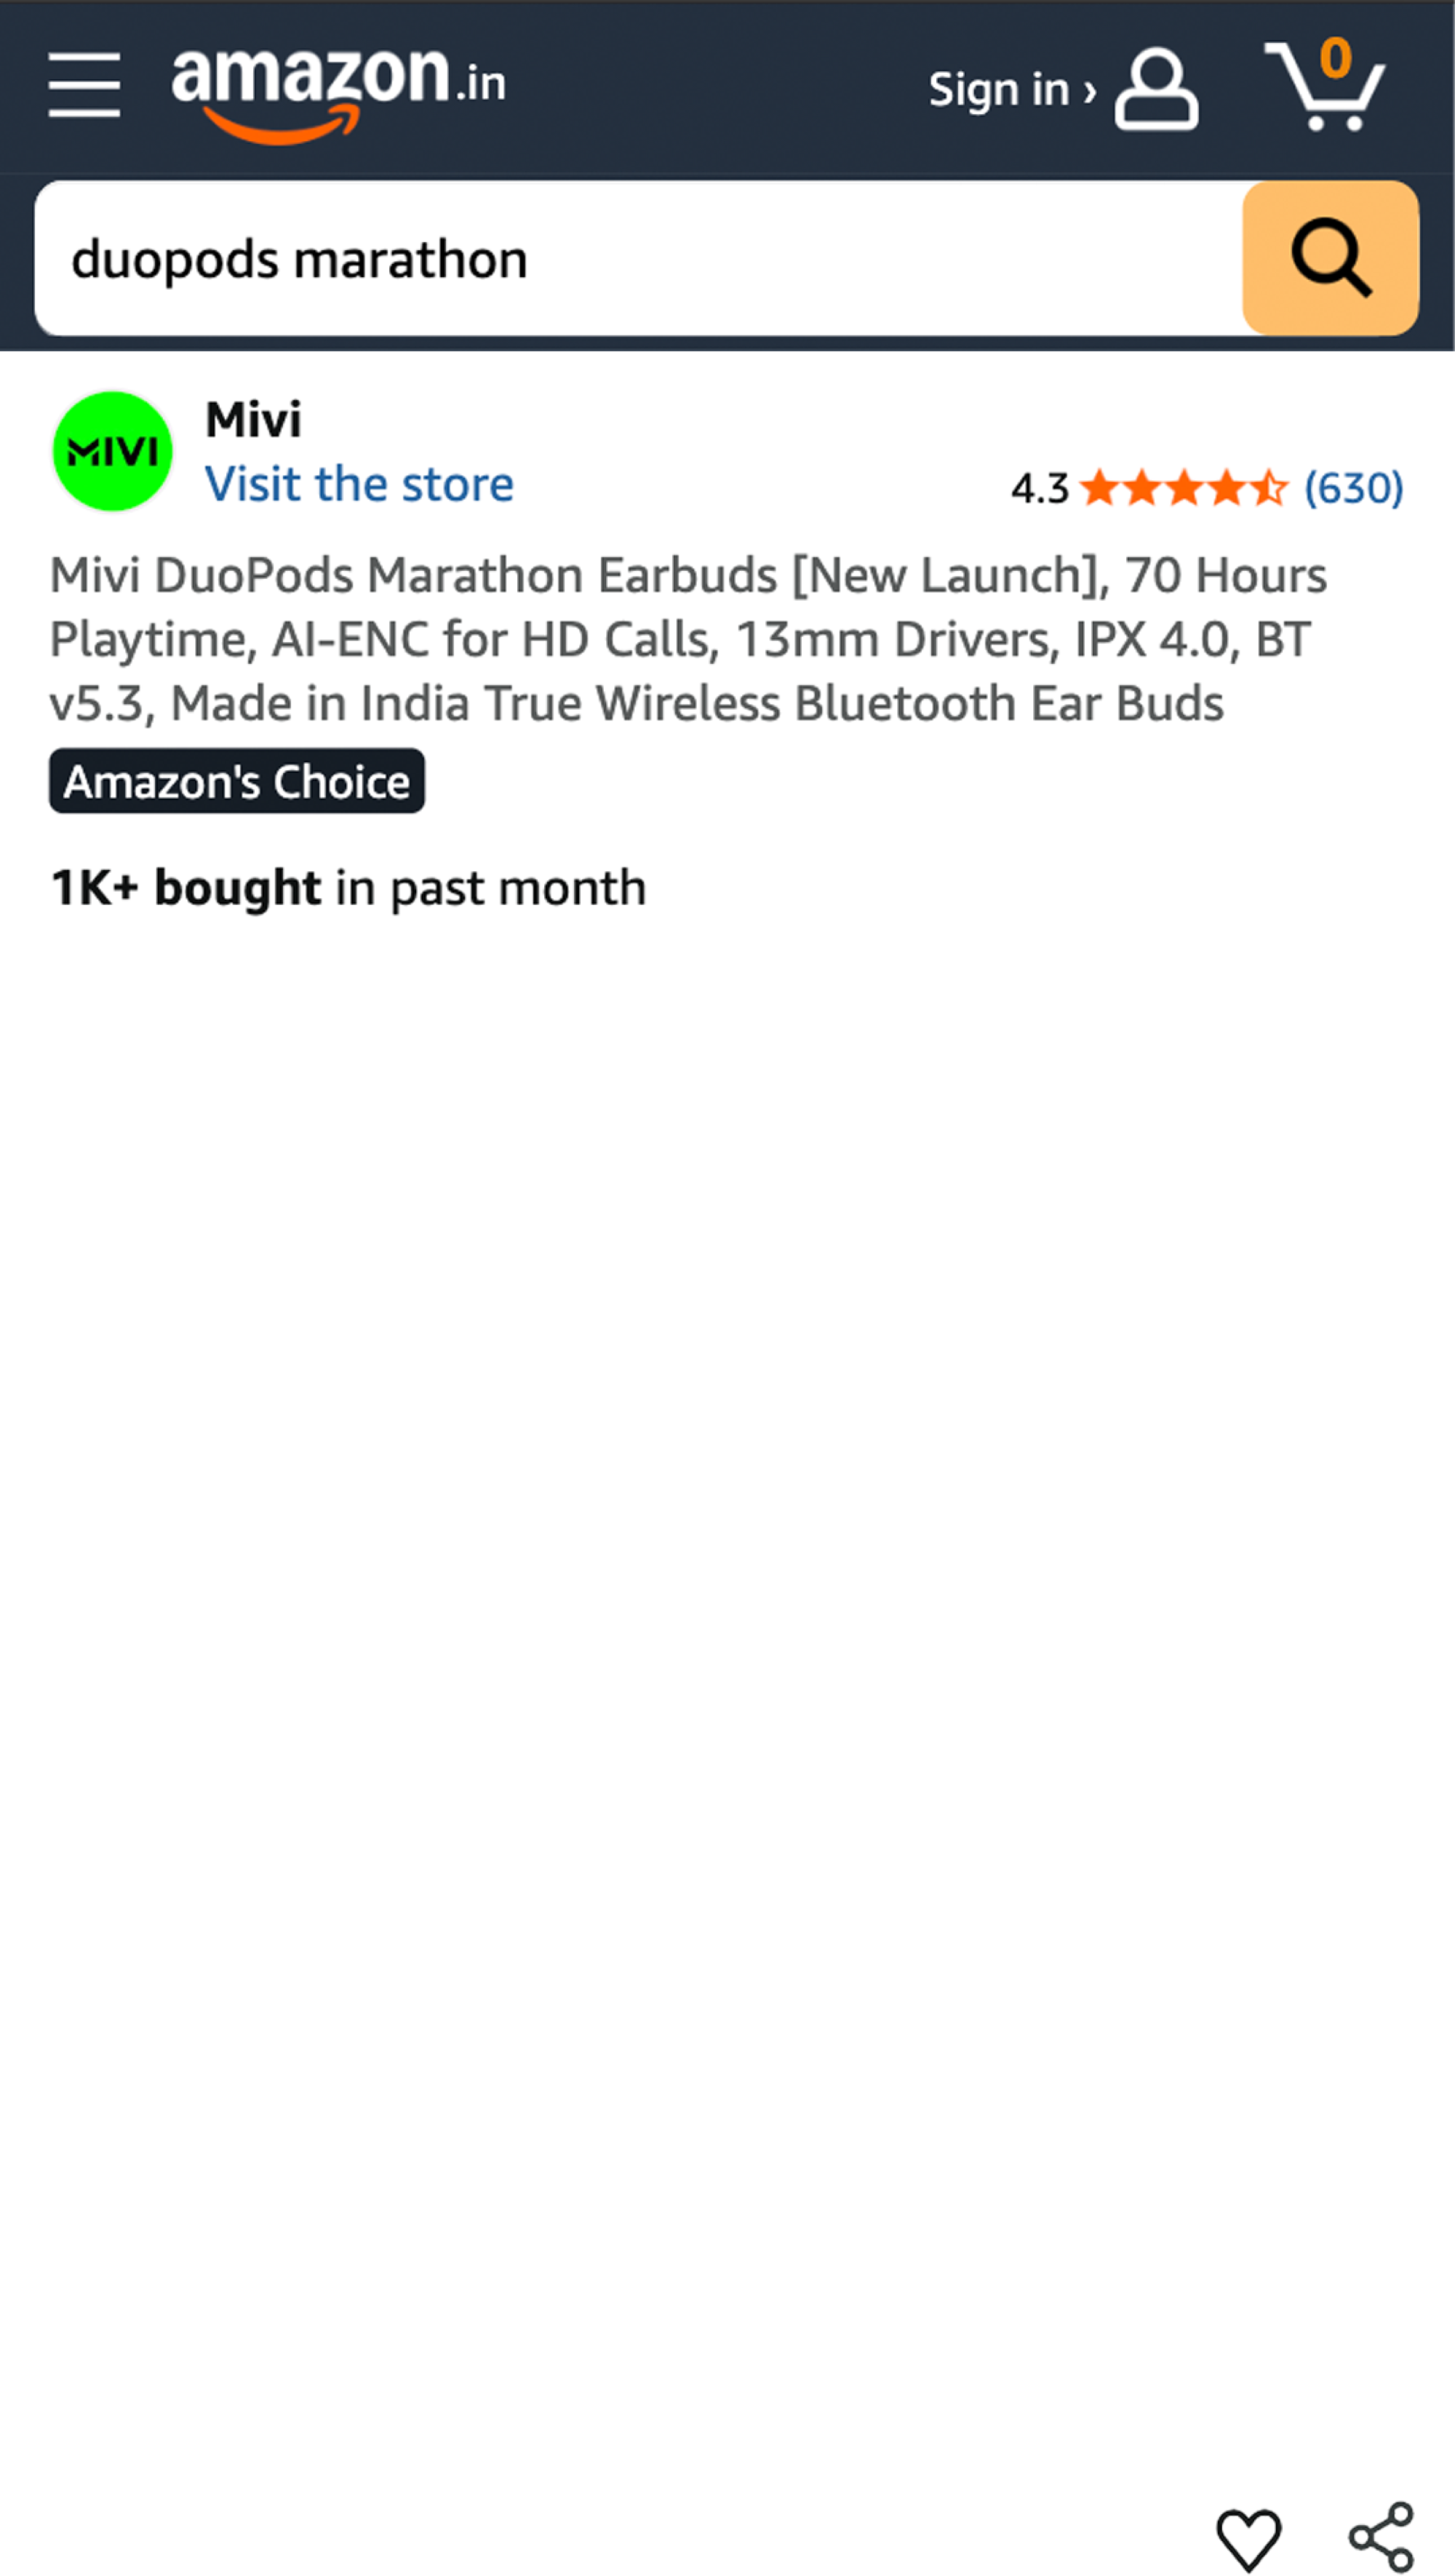 amazon.in
Sign in ›
0
duopods marathon
MIVI
Mivi
Visit the store
4.3 (630)
Mivi DuoPods Marathon Earbuds [New Launch], 70 Hours
Playtime, AI-ENC for HD Calls, 13mm Drivers, IPX 4.0, BT
v5.3, Made in India True Wireless Bluetooth Ear Buds
Amazon's Choice
1K+ bought in past month